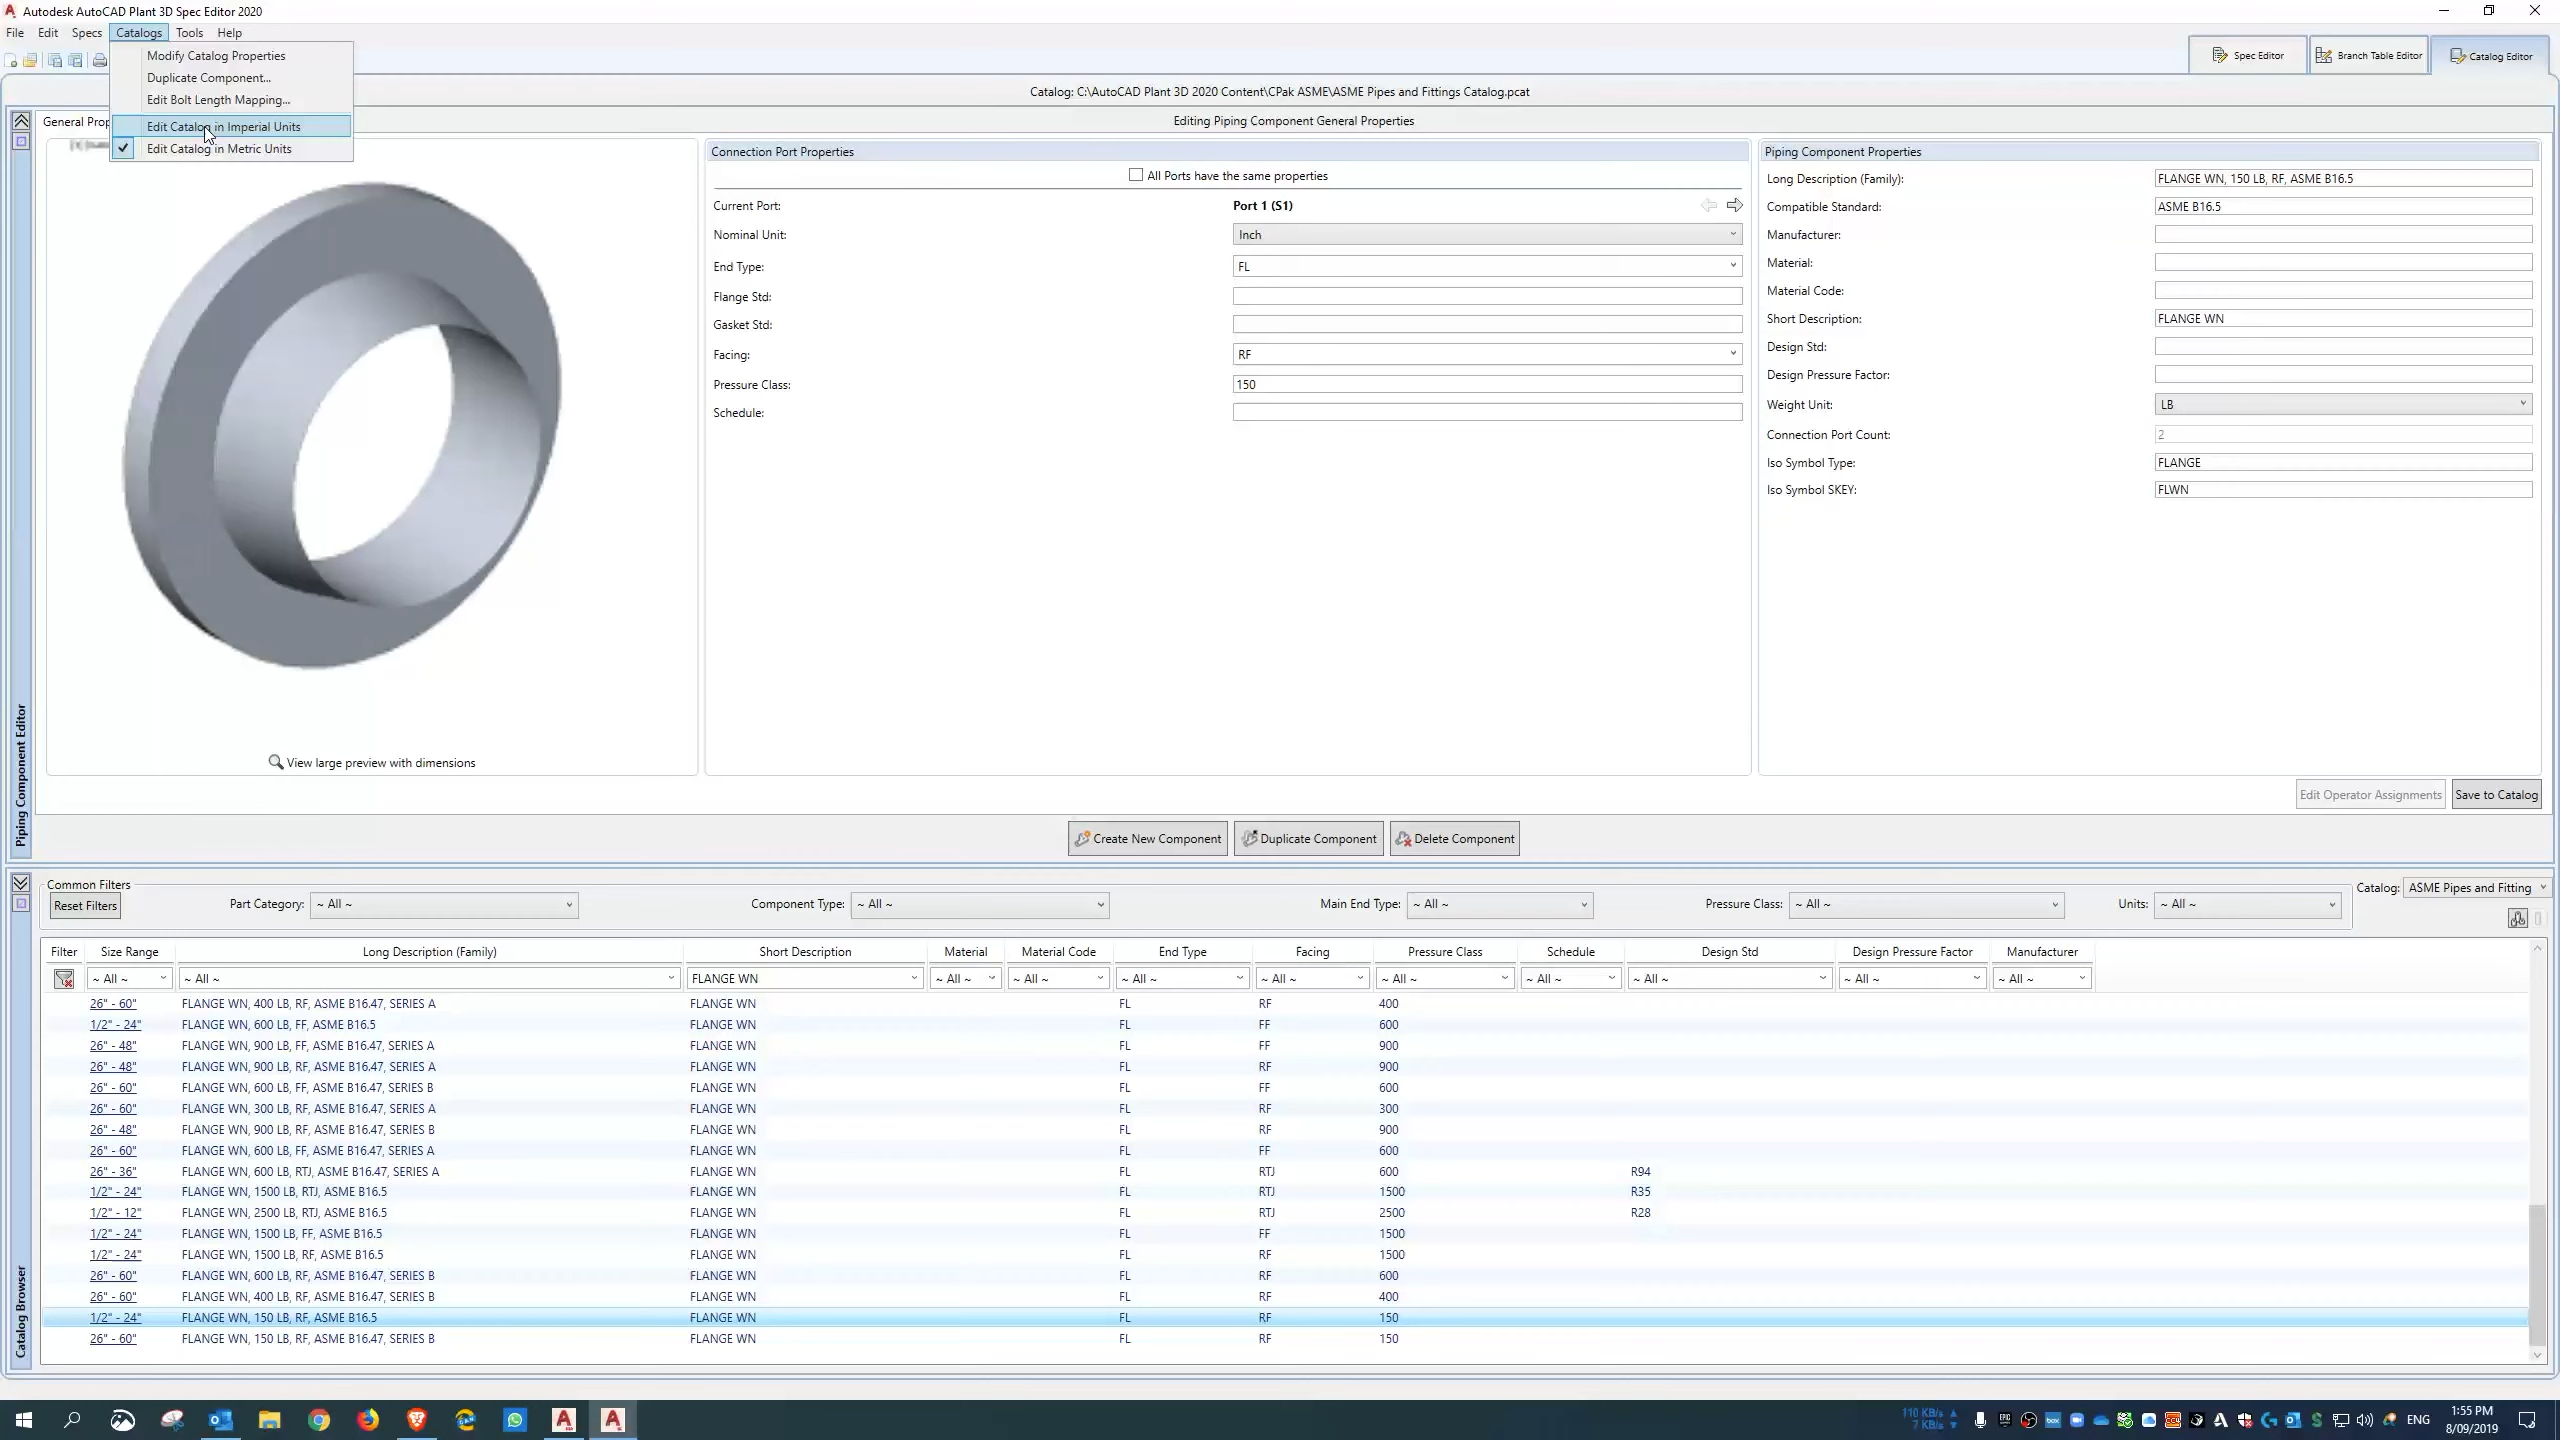 Autodesk AutoCAD Plant 3D Spec Editor 2020
File Edit Specs Catalogs Tools Help
Modify Catalog Properties
Duplicate Component...
Edit Bolt Length Mapping...
Edit Catalog in Imperial Units
Edit Catalog in Metric Units
Spec Editor Branch Table Editor Catalog Editor
Catalog: C:\AutoCAD Plant 3D 2020 Content\CPak ASME\ASME Pipes and Fittings Catalog.pcat
General Prop
Editing Piping Component General Properties
Piping Component Editor
View large preview with dimensions
Connection Port Properties
All Ports have the same properties
Current Port: Port 1 (S1)
Nominal Unit: Inch
End Type: FL
Flange Std:
Gasket Std:
Facing: RF
Pressure Class: 150
Schedule:
Piping Component Properties
Long Description (Family): FLANGE WN, 150 LB, RF, ASME B16.5
Compatible Standard: ASME B16.5
Manufacturer:
Material:
Material Code:
Short Description: FLANGE WN
Design Std:
Design Pressure Factor:
Weight Unit: LB
Connection Port Count: 2
Iso Symbol Type: FLANGE
Iso Symbol SKEY: FLWN
Edit Operator Assignments Save to Catalog
Create New Component Duplicate Component Delete Component
Catalog Browser
Common Filters
Reset Filters Part Category: ~ All ~ Component Type: ~ All ~ Main End Type: ~ All ~ Pressure Class: ~ All ~ Units: ~ All ~ Catalog: ASME Pipes and Fitting
Filter Size Range Long Description (Family) Short Description Material Material Code End Type Facing Pressure Class Schedule Design Std Design Pressure Factor Manufacturer
~ All ~ ~ All ~ FLANGE WN ~ All ~ ~ All ~ ~ All ~ ~ All ~ ~ All ~ ~ All ~ ~ All ~ ~ All ~ ~ All ~
26" - 60" FLANGE WN, 400 LB, RF, ASME B16.47, SERIES A FLANGE WN FL RF 400
1/2" - 24" FLANGE WN, 600 LB, FF, ASME B16.5 FLANGE WN FL FF 600
26" - 48" FLANGE WN, 900 LB, FF, ASME B16.47, SERIES A FLANGE WN FL FF 900
26" - 48" FLANGE WN, 900 LB, RF, ASME B16.47, SERIES A FLANGE WN FL RF 900
26" - 60" FLANGE WN, 600 LB, FF, ASME B16.47, SERIES B FLANGE WN FL FF 600
26" - 60" FLANGE WN, 300 LB, RF, ASME B16.47, SERIES A FLANGE WN FL RF 300
26" - 48" FLANGE WN, 900 LB, RF, ASME B16.47, SERIES B FLANGE WN FL RF 900
26" - 60" FLANGE WN, 600 LB, FF, ASME B16.47, SERIES A FLANGE WN FL FF 600
26" - 36" FLANGE WN, 600 LB, RTJ, ASME B16.47, SERIES A FLANGE WN FL RTJ 600 R94
1/2" - 24" FLANGE WN, 1500 LB, RTJ, ASME B16.5 FLANGE WN FL RTJ 1500 R35
1/2" - 12" FLANGE WN, 2500 LB, RTJ, ASME B16.5 FLANGE WN FL RTJ 2500 R28
1/2" - 24" FLANGE WN, 1500 LB, FF, ASME B16.5 FLANGE WN FL FF 1500
1/2" - 24" FLANGE WN, 1500 LB, RF, ASME B16.5 FLANGE WN FL RF 1500
26" - 60" FLANGE WN, 600 LB, RF, ASME B16.47, SERIES B FLANGE WN FL RF 600
26" - 60" FLANGE WN, 400 LB, RF, ASME B16.47, SERIES B FLANGE WN FL RF 400
1/2" - 24" FLANGE WN, 150 LB, RF, ASME B16.5 FLANGE WN FL RF 150
26" - 60" FLANGE WN, 150 LB, RF, ASME B16.47, SERIES B FLANGE WN FL RF 150
110 KB/s
7 KB/s
ENG
1:55 PM
8/09/2019